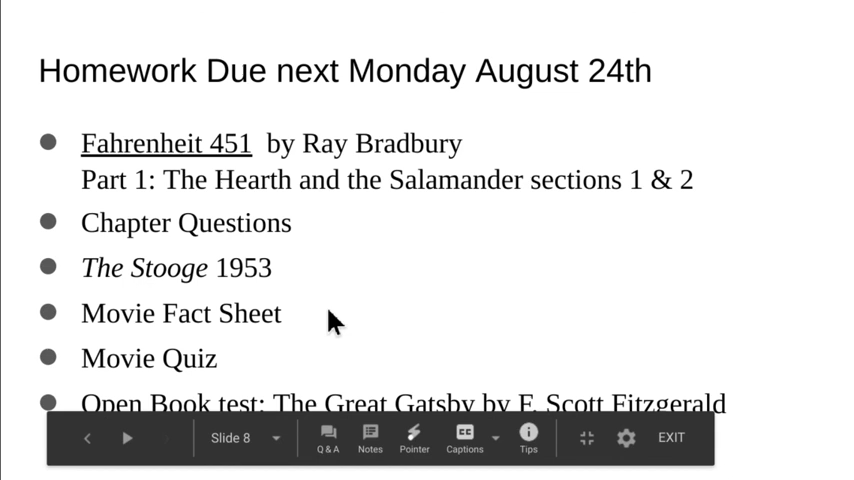 Homework Due next Monday August 24th
Fahrenheit 451 by Ray Bradbury
Part 1: The Hearth and the Salamander sections 1 & 2
Chapter Questions
The Stooge 1953
Movie Fact Sheet
Movie Quiz
Open Book test: The Great Gatsby by F. Scott Fitzgerald
Slide 8
Q & A
Notes
Pointer
CC
Captions
Tips
EXIT